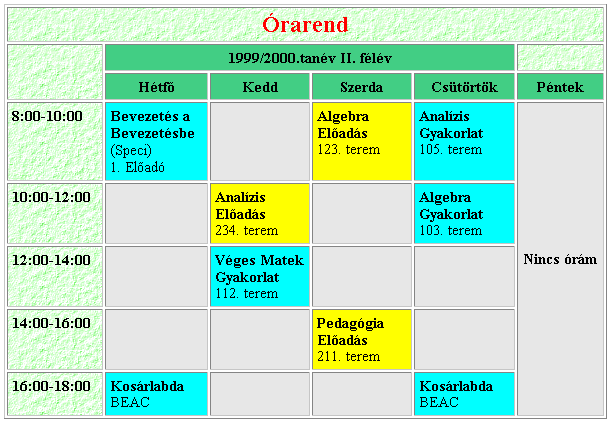 Órarend
1999/2000.tanév II. félév
Hétfő Kedd Szerda Csütörtök Péntek
8:00-10:00
Bevezetés a
Bevezetésbe
(Speci)
1. Előadó
Algebra
Előadás
123. terem
Analízis
Gyakorlat
105. terem
Nincs órám
10:00-12:00
Analízis
Előadás
234. terem
Algebra
Gyakorlat
103. terem
12:00-14:00
Véges Matek
Gyakorlat
112. terem
14:00-16:00
Pedagógia
Előadás
211. terem
16:00-18:00
Kosárlabda
BEAC
Kosárlabda
BEAC